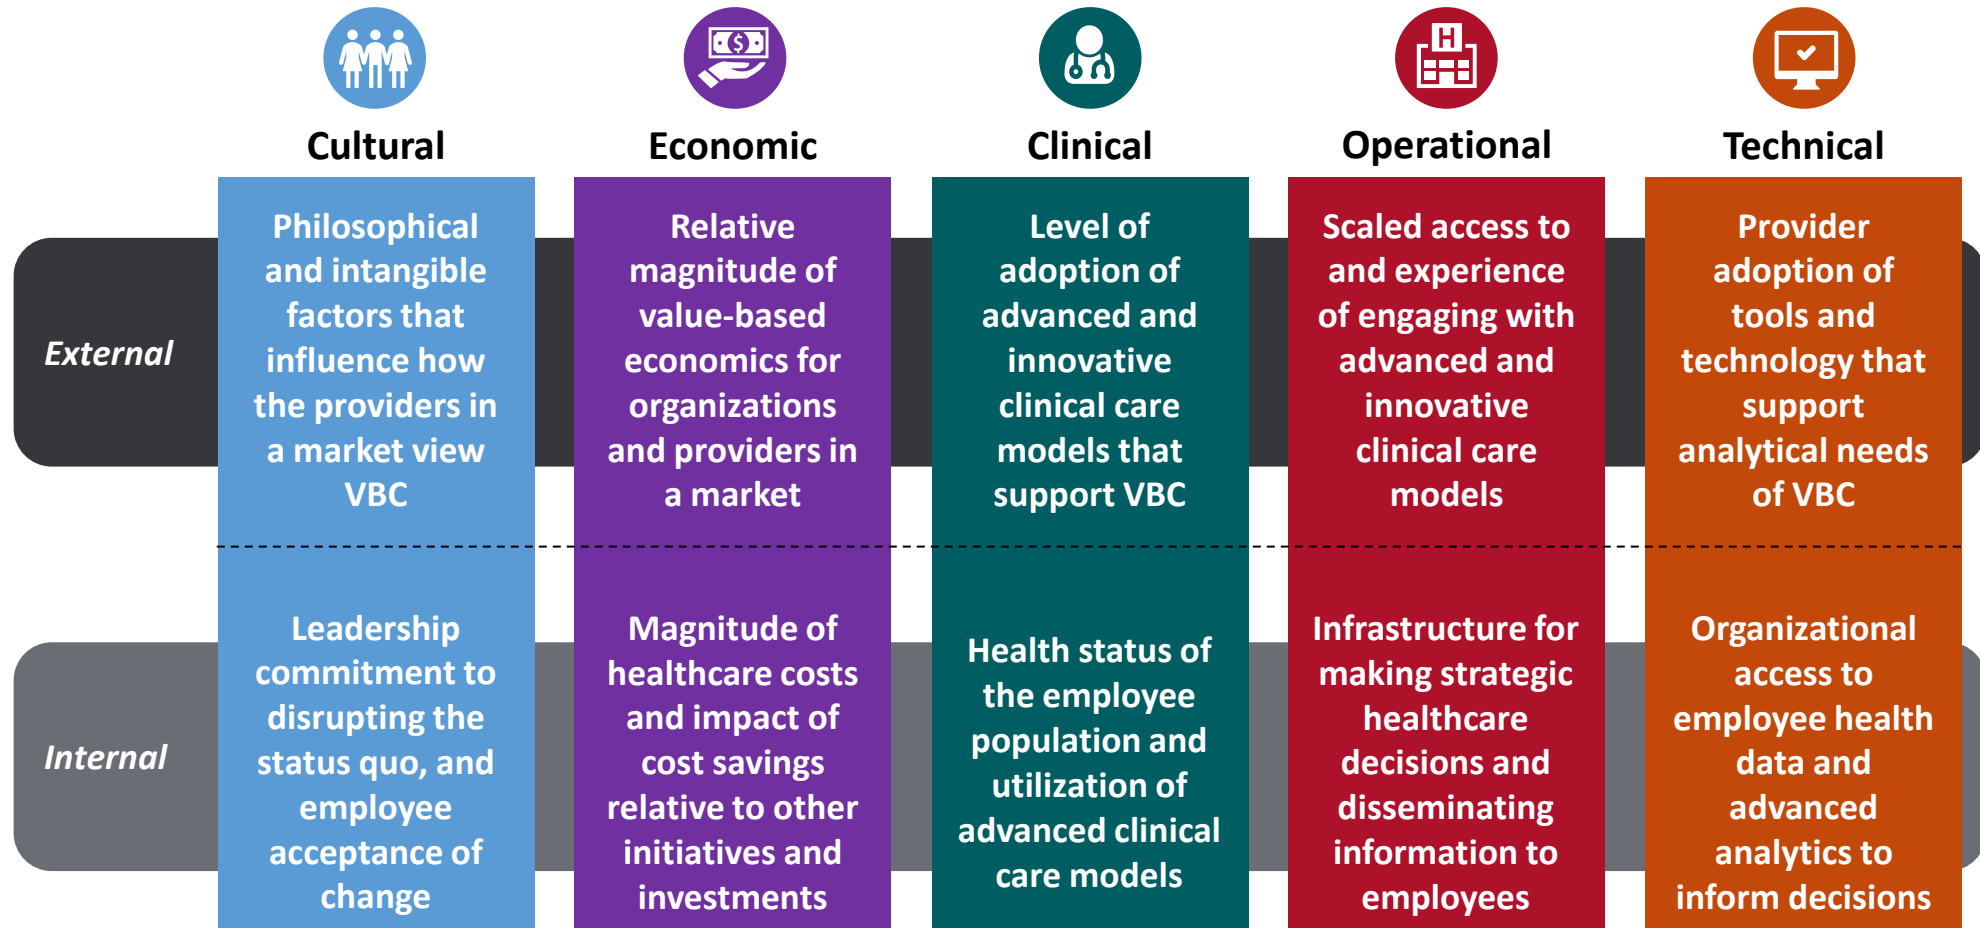 Cultural
Economic
Clinical
Operational
Technical
External
Philosophical
and intangible
factors that
influence how
the providers in
a market view
VBC
Relative
magnitude of
value-based
economics for
organizations
and providers in
a market
Level of
adoption of
advanced and
innovative
clinical care
models that
support VBC
Scaled access to
and experience
of engaging with
advanced and
innovative
clinical care
models
Provider
adoption of
tools and
technology that
support
analytical needs
of VBC
Internal
Leadership
commitment to
disrupting the
status quo, and
employee
acceptance of
change
Magnitude of
healthcare costs
and impact of
cost savings
relative to other
initiatives and
investments
Health status of
the employee
population and
utilization of
advanced clinical
care models
Infrastructure for
making strategic
healthcare
decisions and
disseminating
information to
employees
Organizational
access to
employee health
data and
advanced
analytics to
inform decisions
$
H